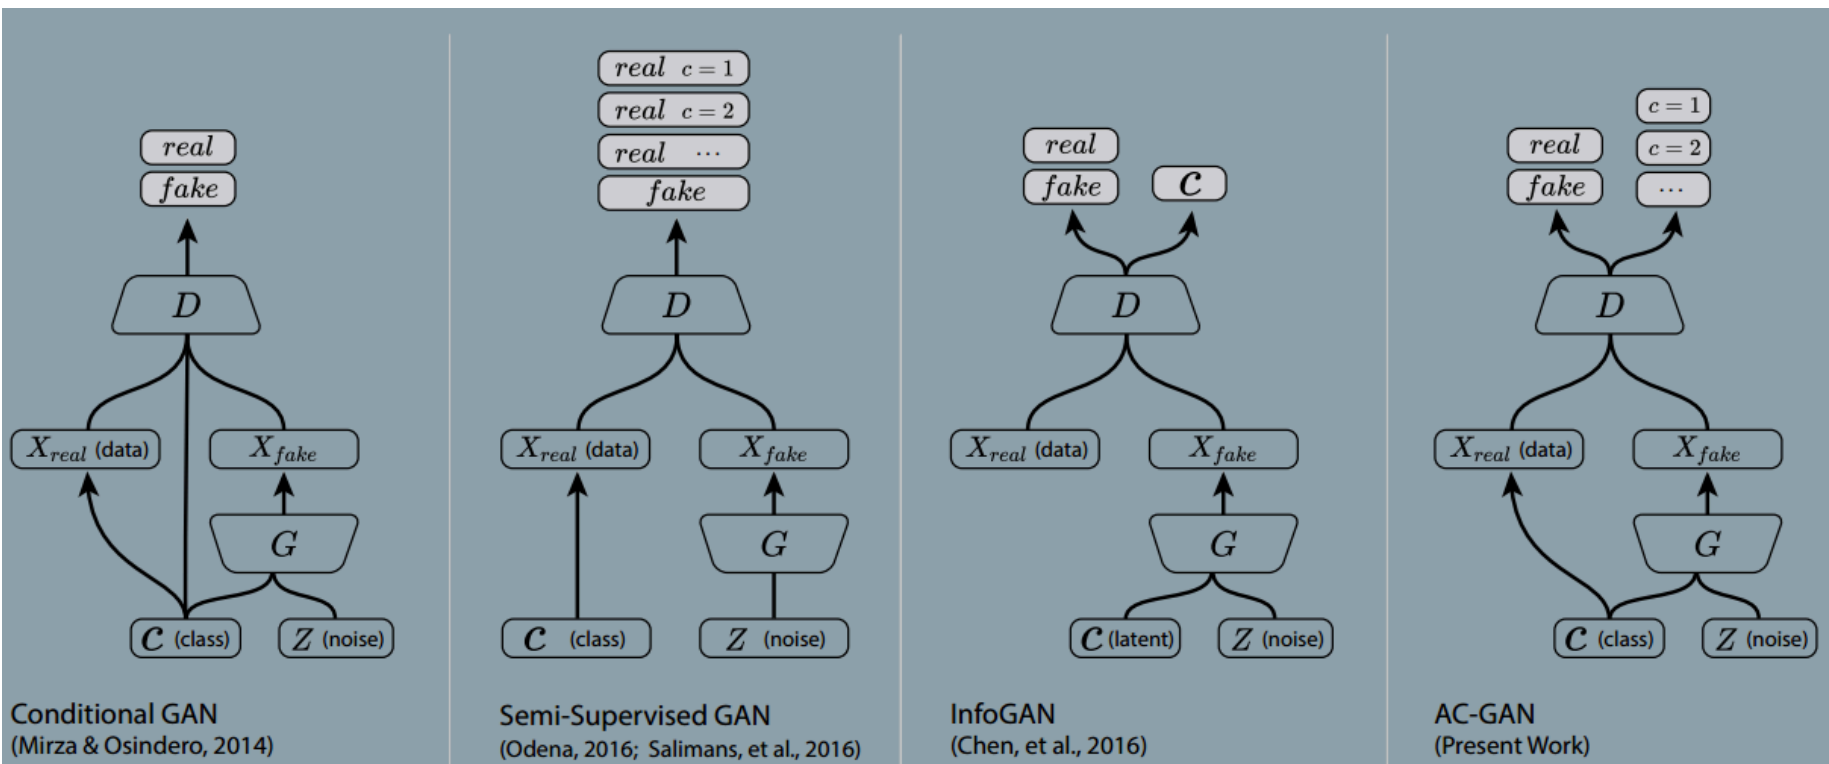 real
fake
D
X_real (data)
X_fake
G
C (class)
Z (noise)
Conditional GAN
(Mirza & Osindero, 2014)
real c = 1
real c = 2
real ...
fake
D
X_real (data)
X_fake
G
C (class)
Z (noise)
Semi-Supervised GAN
(Odena, 2016; Salimans, et al., 2016)
real
fake
C
D
X_real (data)
X_fake
G
C (latent)
Z (noise)
InfoGAN
(Chen, et al., 2016)
real
fake
c = 1
c = 2
...
D
X_real (data)
X_fake
G
C (class)
Z (noise)
AC-GAN
(Present Work)